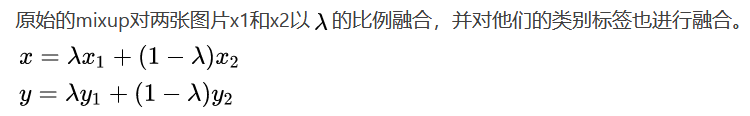 原始的mixup对两张图片x1和x2以 λ 的比例融合，并对他们的类别标签也进行融合。
x = λx₁ + (1 − λ)x₂
y = λy₁ + (1 − λ)y₂